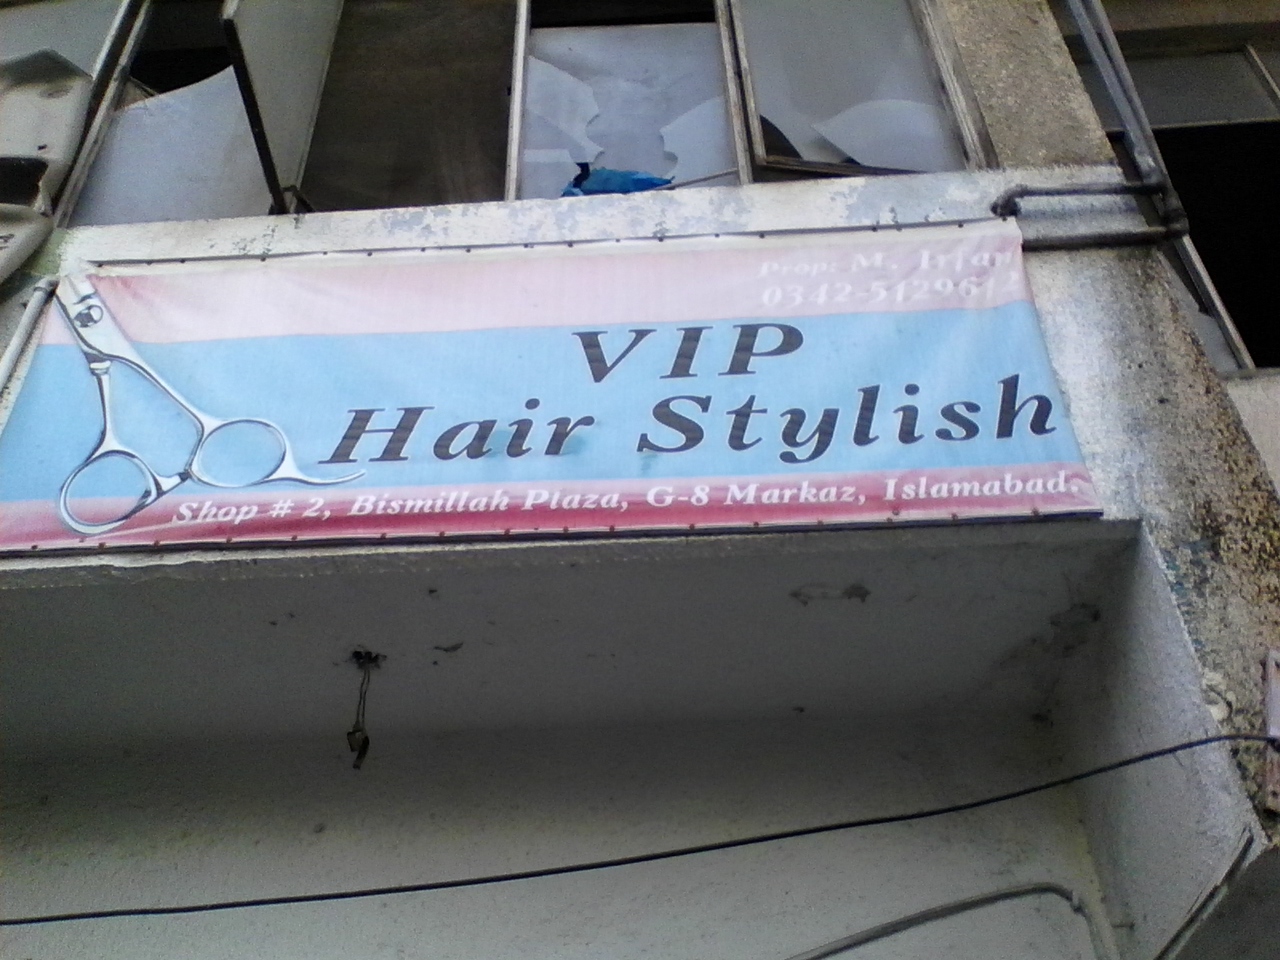 Prop: M. Irfan
0342-5129612
VIP
Hair Stylish
Shop # 2, Bismillah Plaza, G-8 Markaz, Islamabad.